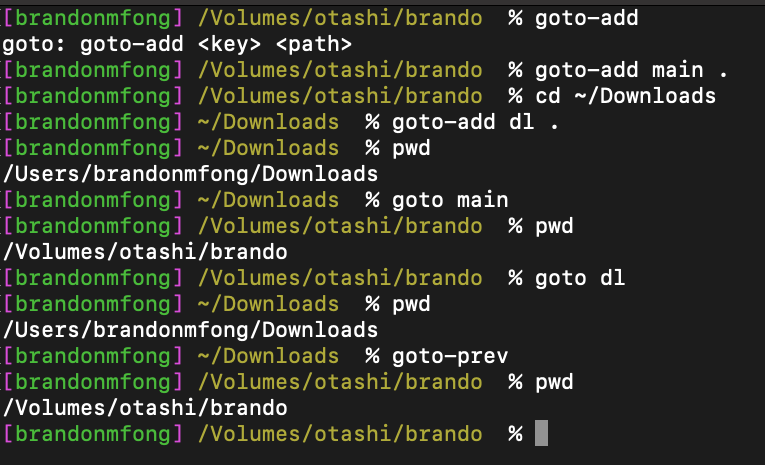 [brandonmfong] /Volumes/otashi/brando  % goto-add
goto: goto-add <key> <path>
[brandonmfong] /Volumes/otashi/brando  % goto-add main .
[brandonmfong] /Volumes/otashi/brando  % cd ~/Downloads
[brandonmfong] ~/Downloads  % goto-add dl .
[brandonmfong] ~/Downloads  % pwd
/Users/brandonmfong/Downloads
[brandonmfong] ~/Downloads  % goto main
[brandonmfong] /Volumes/otashi/brando  % pwd
/Volumes/otashi/brando
[brandonmfong] /Volumes/otashi/brando  % goto dl
[brandonmfong] ~/Downloads  % pwd
/Users/brandonmfong/Downloads
[brandonmfong] ~/Downloads  % goto-prev
[brandonmfong] /Volumes/otashi/brando  % pwd
/Volumes/otashi/brando
[brandonmfong] /Volumes/otashi/brando  %